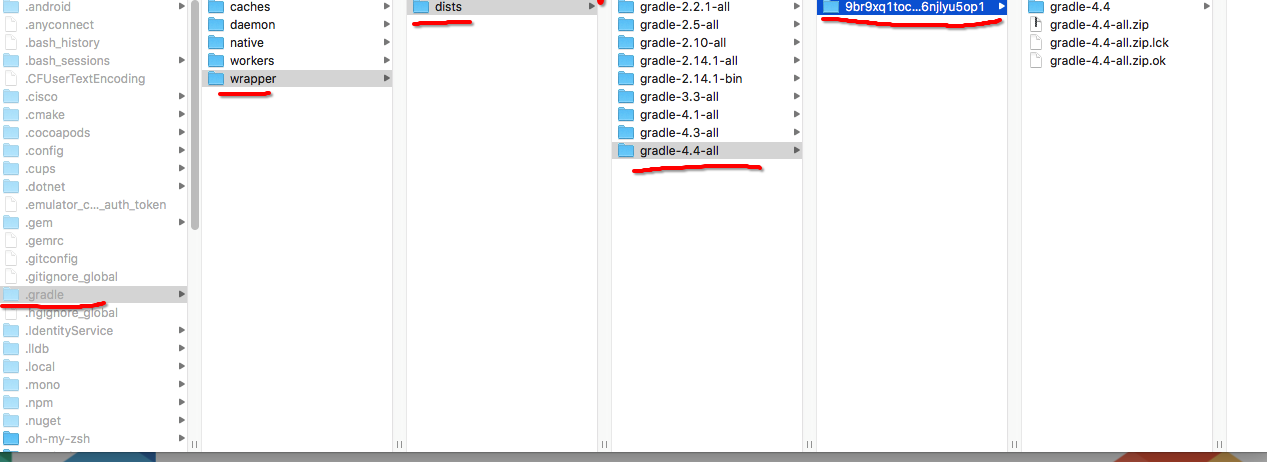 .android
.anyconnect
.bash_history
.bash_sessions
.CFUserTextEncoding
.cisco
.cmake
.cocoapods
.config
.cups
.dotnet
.emulator_c..._auth_token
.gem
.gemrc
.gitconfig
.gitignore_global
.gradle
.hgignore_global
.IdentityService
.lldb
.local
.mono
.npm
.nuget
.oh-my-zsh
caches
daemon
native
workers
wrapper
dists
gradle-2.2.1-all
gradle-2.5-all
gradle-2.10-all
gradle-2.14.1-all
gradle-2.14.1-bin
gradle-3.3-all
gradle-4.1-all
gradle-4.3-all
gradle-4.4-all
9br9xq1toc...6njlyu5op1
gradle-4.4
gradle-4.4-all.zip
gradle-4.4-all.zip.lck
gradle-4.4-all.zip.ok